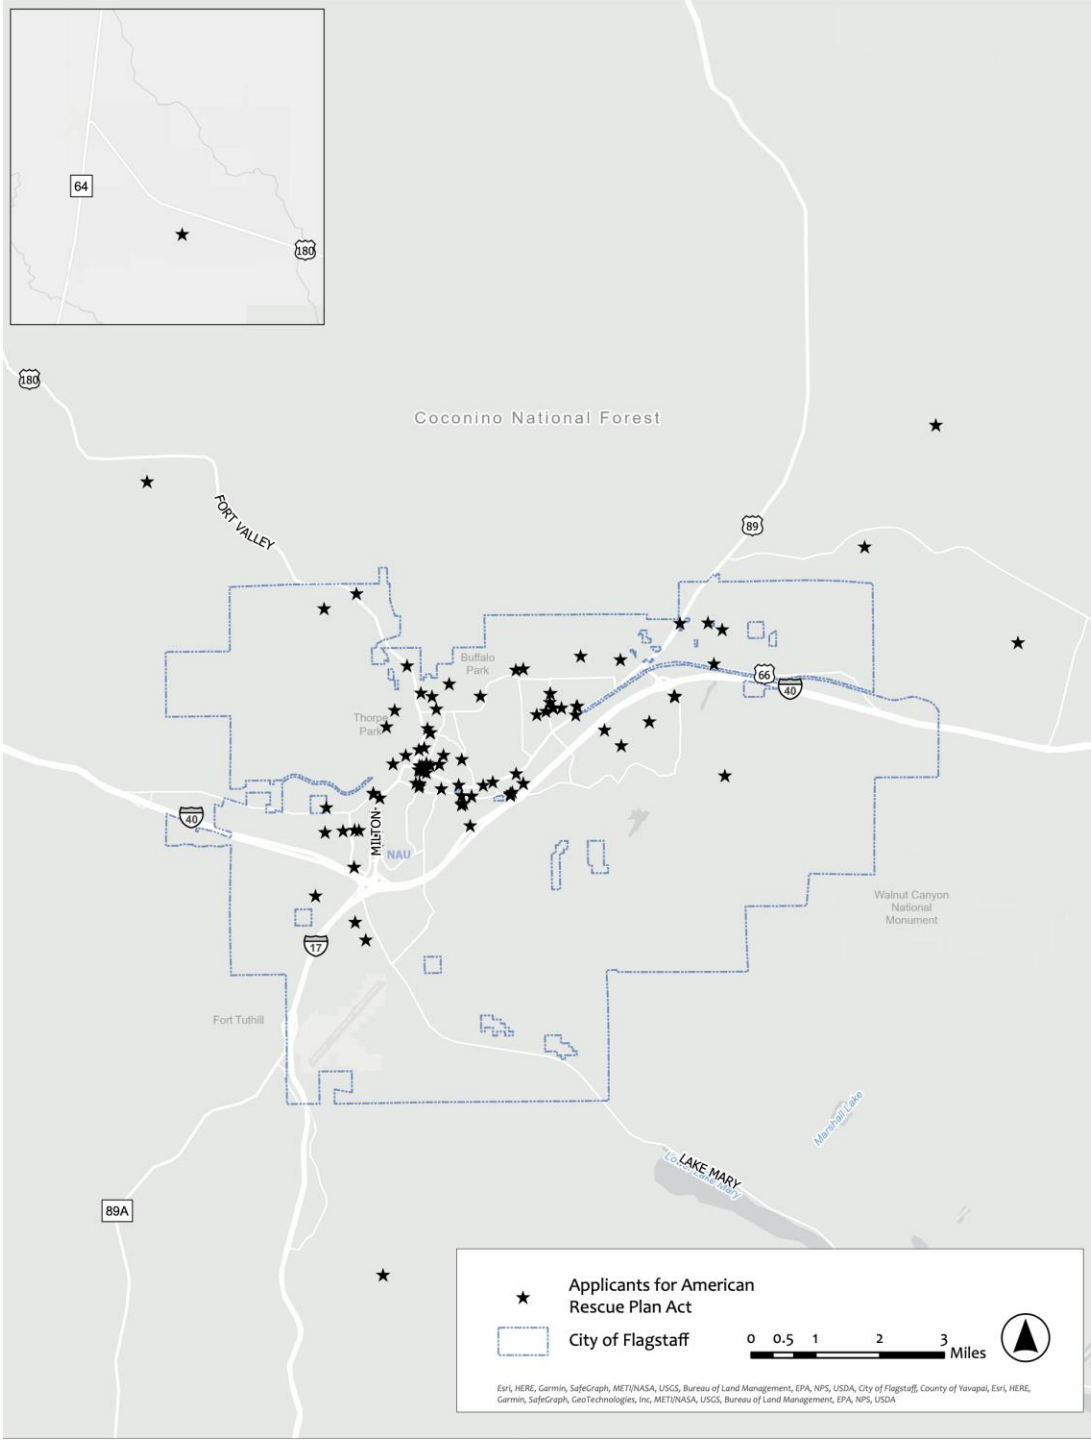 64
180
180
Coconino National Forest
FORT VALLEY
89
Buffalo
Park
66
40
Thorpe
Park
40
MILTON
NAU
Walnut Canyon
National
Monument
17
Fort Tuthill
Marshall Lake
LAKE MARY
Lower Lake Mary
89A
Applicants for American
Rescue Plan Act
City of Flagstaff
0 0.5 1 2 3
Miles
Esri, HERE, Garmin, SafeGraph, METI/NASA, USGS, Bureau of Land Management, EPA, NPS, USDA, City of Flagstaff, County of Yavapai, Esri, HERE,
Garmin, SafeGraph, GeoTechnologies, Inc, METI/NASA, USGS, Bureau of Land Management, EPA, NPS, USDA